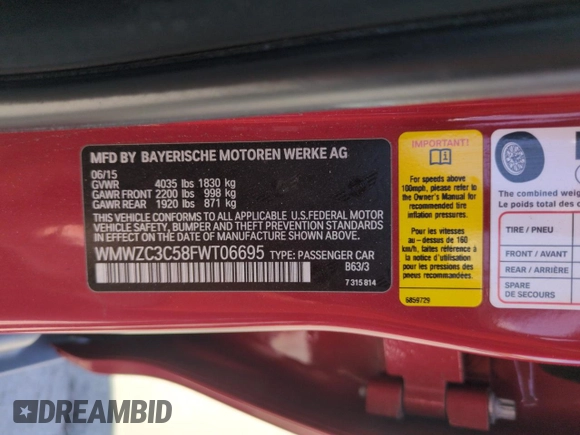 MFD BY BAYERISCHE MOTOREN WERKE AG
06/15
GVWR 4035 lbs 1830 kg
GAWR FRONT 2200 lbs 998 kg
GAWR REAR 1920 lbs 871 kg
THIS VEHICLE CONFORMS TO ALL APPLICABLE U.S. FEDERAL MOTOR
VEHICLE SAFETY, BUMPER AND THEFT PREVENTION STANDARDS
IN EFFECT ON THE DATE OF MANUFACTURE SHOWN ABOVE.
WMWZC3C58FWT06695 TYPE: PASSENGER CAR
B63/3
7 315 814
IMPORTANT!
For speeds above
100mph, please refer to
the Owner's Manual for
recommended tire
inflation pressures.
Pour les vitesses
au - dessus de 160
km/h, faites référence
pour les pressions des
pneus recommandées
6859729
The combined weig
Le poids total des o
TIRE / PNEU
FRONT / AVANT
REAR / ARRIÈRE
SPARE
DE SECOURS
DREAMBID